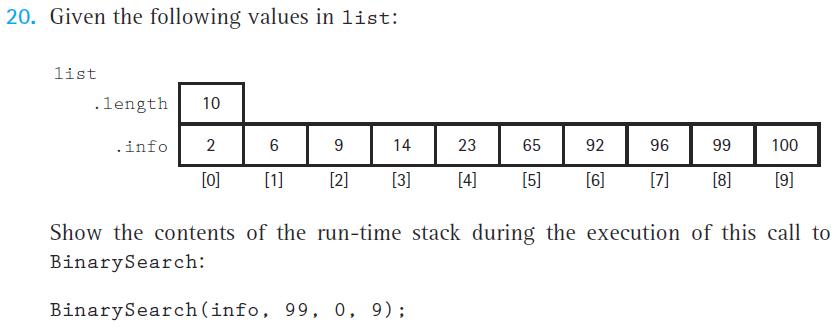 20. Given the following values in list:
list
.length 10
.info 2 6 9 14 23 65 92 96 99 100
[0] [1] [2] [3] [4] [5] [6] [7] [8] [9]
Show the contents of the run-time stack during the execution of this call to
BinarySearch:
BinarySearch(info, 99, 0, 9);